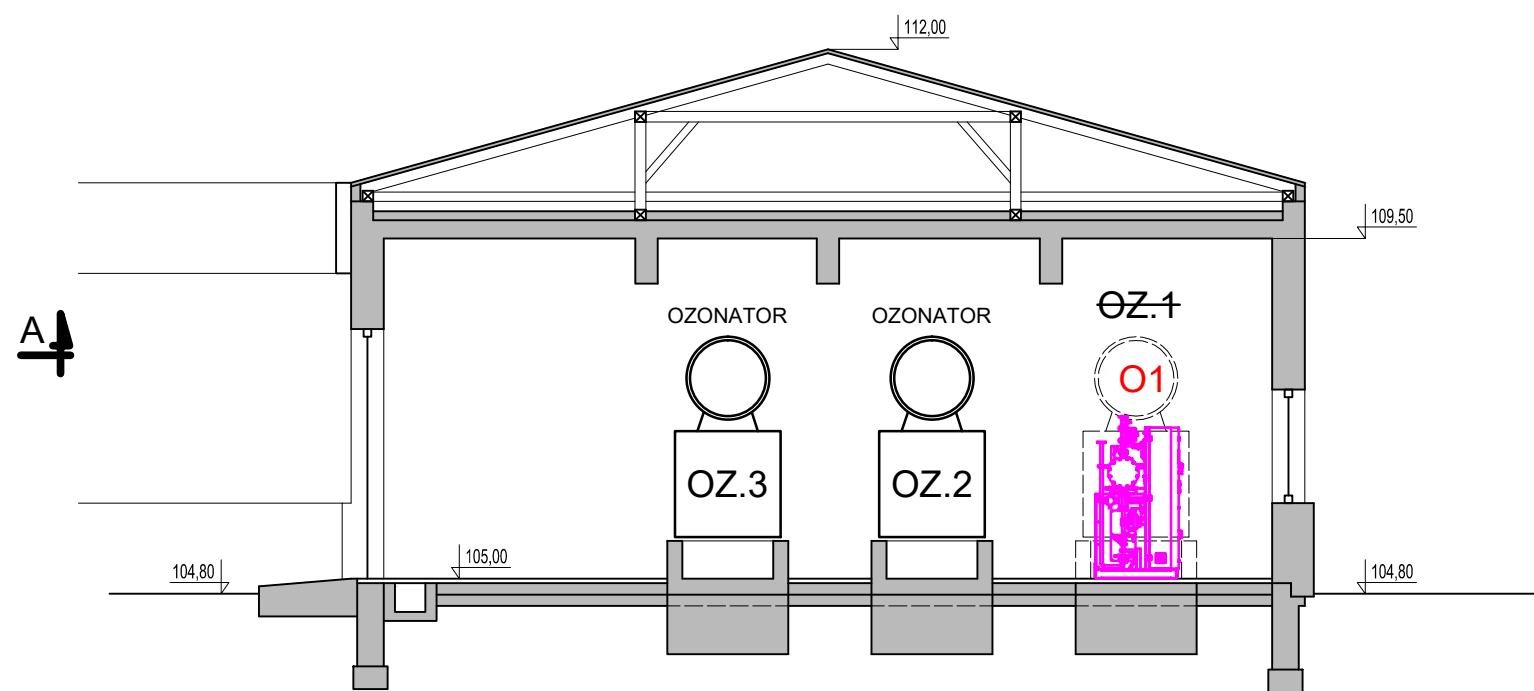 112,00
109,50
A
OZONATOR
OZONATOR
OZ.1
O1
OZ.3
OZ.2
105,00
104,80
104,80